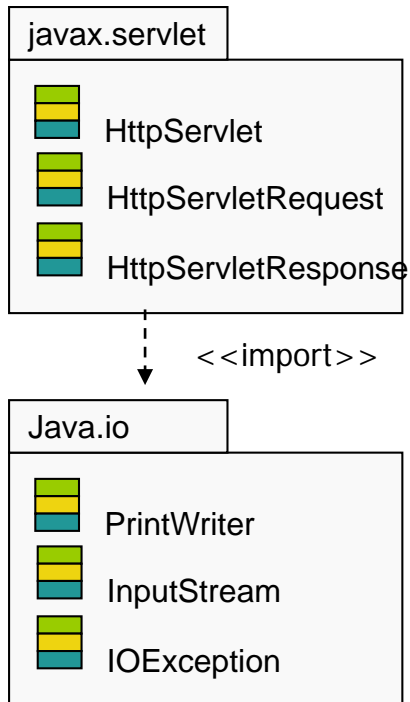 javax.servlet
HttpServlet
HttpServletRequest
HttpServletResponse
<<import>>
Java.io
PrintWriter
InputStream
IOException